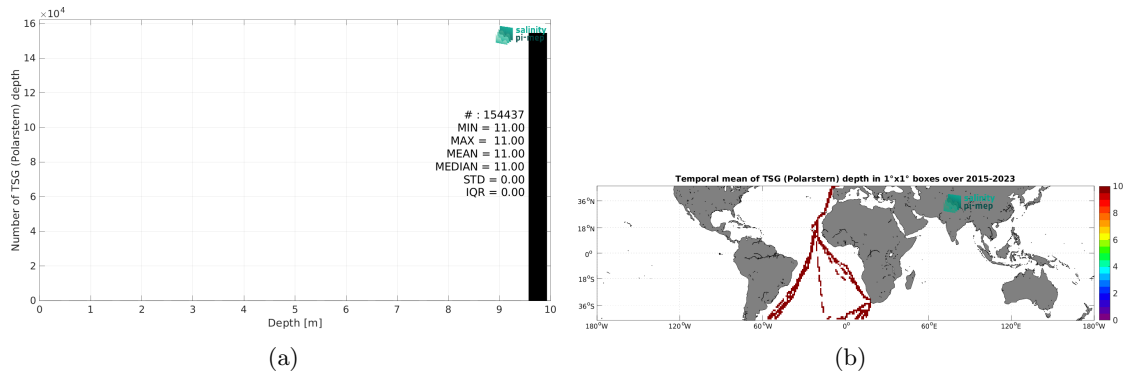 ×10⁴
16
14
12
10
8
6
4
2
0
Number of TSG (Polarstern) depth
salinity
pi-mep
# : 154437
MIN = 11.00
MAX = 11.00
MEAN = 11.00
MEDIAN = 11.00
STD = 0.00
IQR = 0.00
0 1 2 3 4 5 6 7 8 9 10
Depth [m]
(a)
Temporal mean of TSG (Polarstern) depth in 1°x1° boxes over 2015-2023
salinity
pi-mep
36°N
18°N
0°
18°S
36°S
180°W 120°W 60°W 0° 60°E 120°E 180°W
10
8
6
4
2
0
(b)